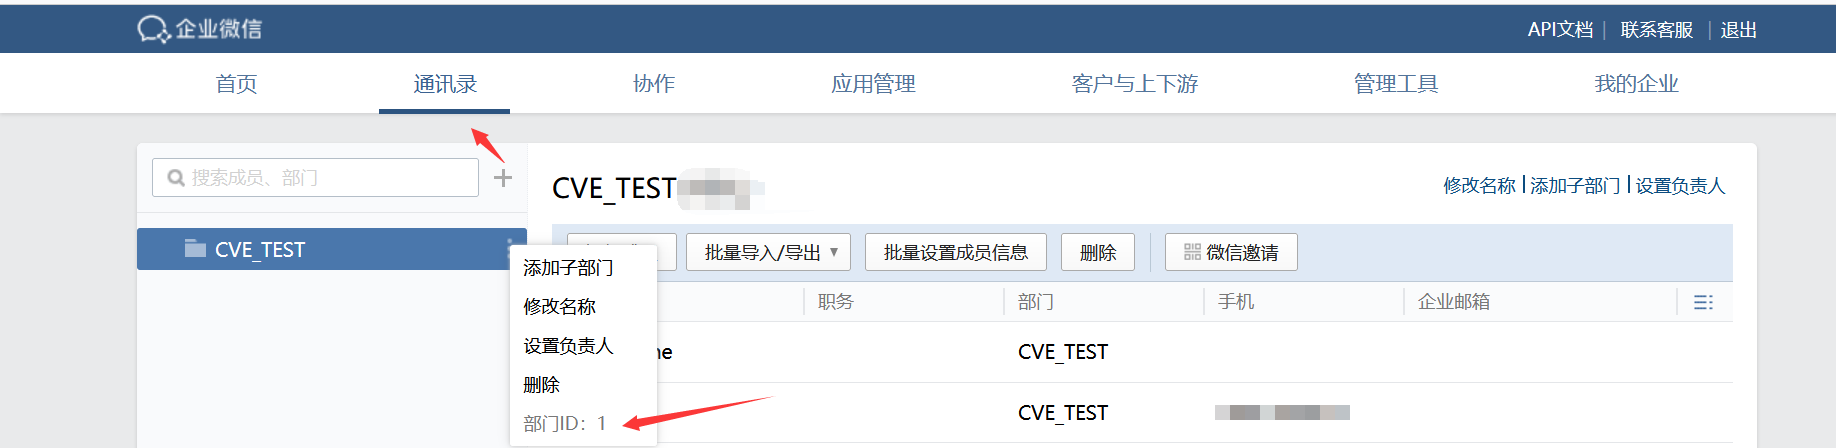 企业微信
API文档 | 联系客服 | 退出
首页 通讯录 协作 应用管理 客户与上下游 管理工具 我的企业
搜索成员、部门
CVE_TEST
修改名称 | 添加子部门 | 设置负责人
CVE_TEST
批量导入/导出 批量设置成员信息 删除 微信邀请
添加子部门
修改名称
设置负责人
删除
部门ID：1
职务 部门 手机 企业邮箱
CVE_TEST
CVE_TEST